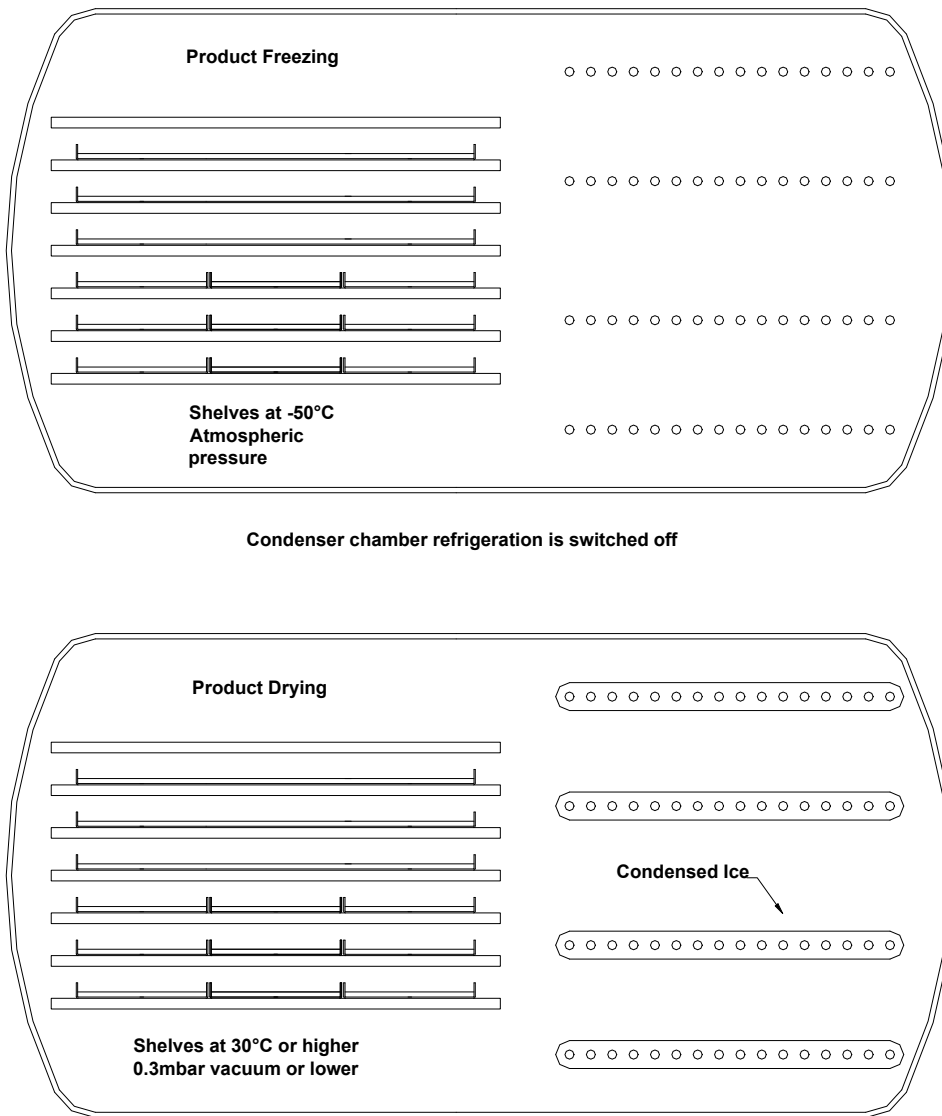 Product Freezing
Shelves at -50°C
Atmospheric
pressure
Condenser chamber refrigeration is switched off
Product Drying
Condensed Ice
Shelves at 30°C or higher
0.3mbar vacuum or lower